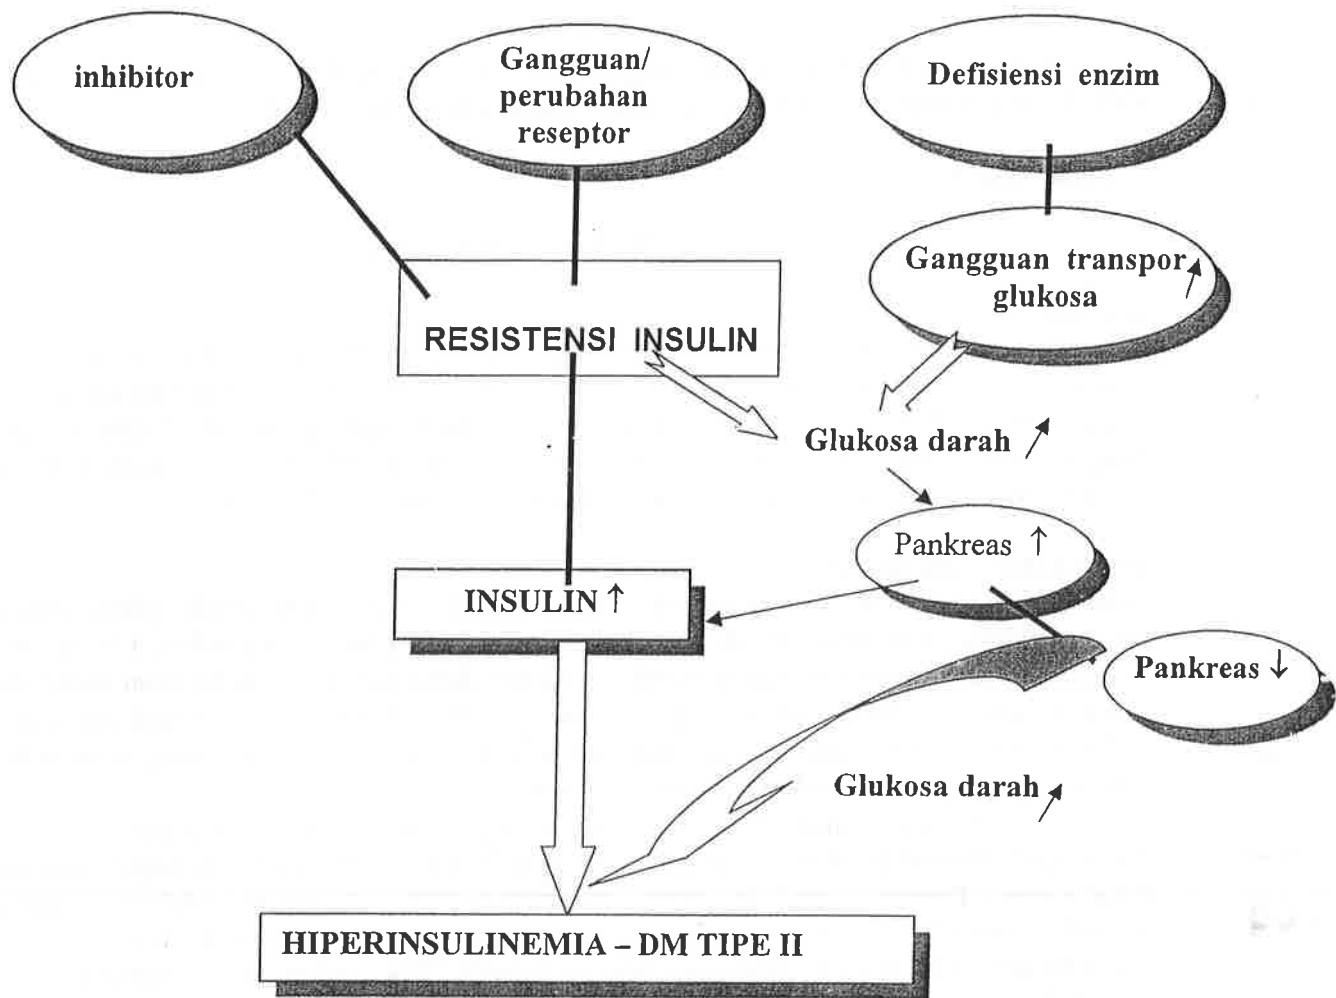 inhibitor
Gangguan/
perubahan
reseptor
Defisiensi enzim
Gangguan transpor
glukosa
RESISTENSI INSULIN
Glukosa darah
Pankreas ↑
INSULIN ↑
Pankreas ↓
Glukosa darah
HIPERINSULINEMIA – DM TIPE II